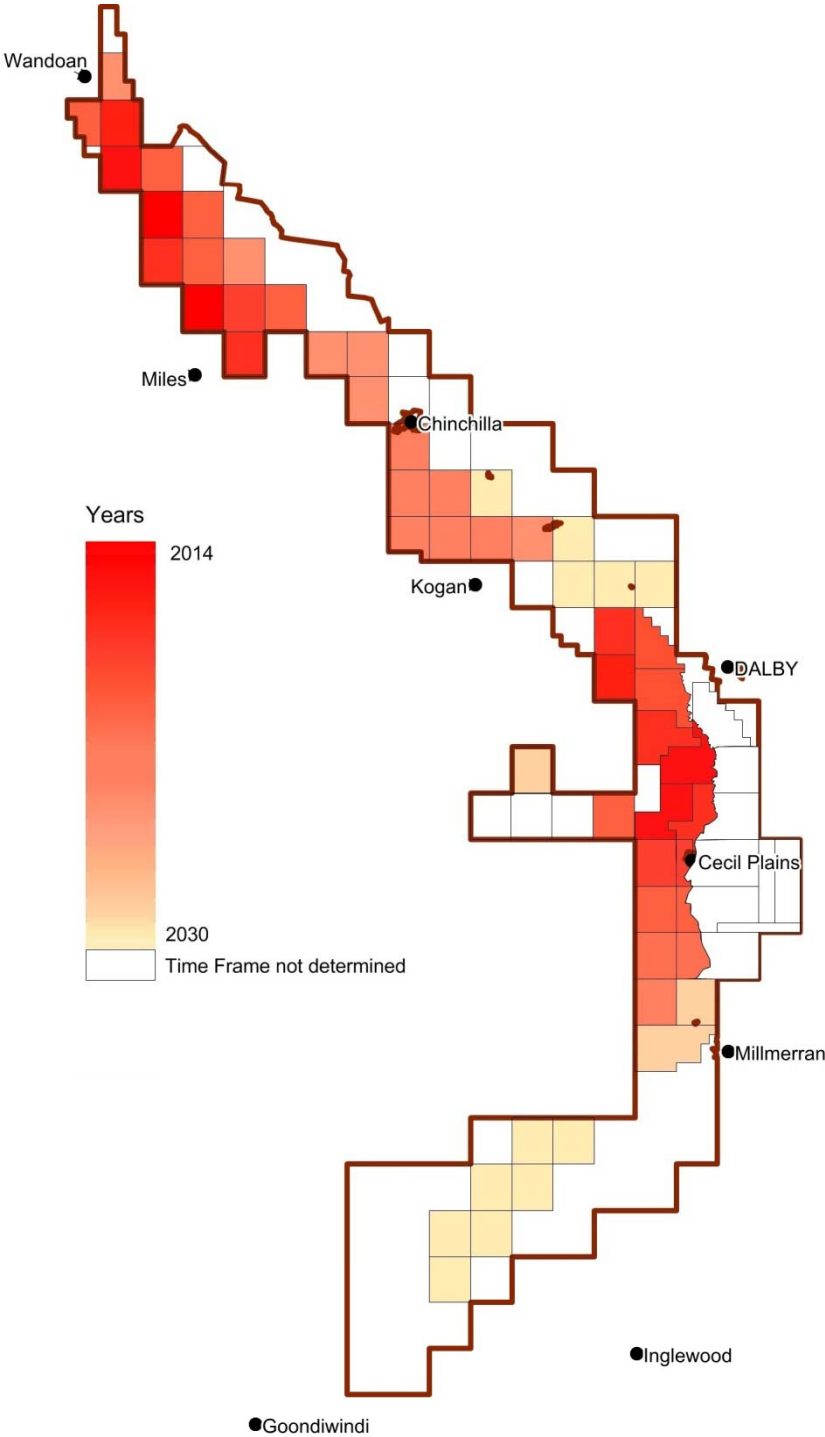 Wandoan
Miles
Chinchilla
Years
2014
Kogan
DALBY
Cecil Plains
2030
Time Frame not determined
Millmerran
Inglewood
Goondiwindi